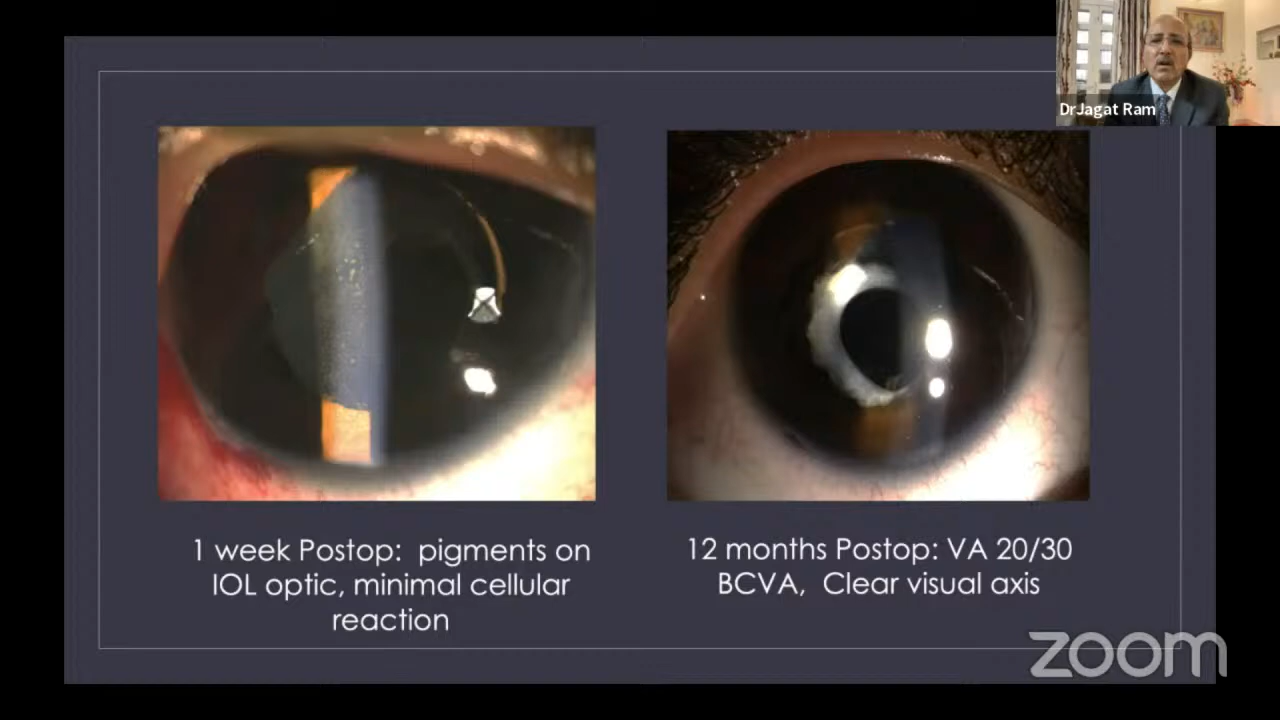 DrJagat Ram
1 week Postop: pigments on
IOL optic, minimal cellular
reaction
12 months Postop: VA 20/30
BCVA, Clear visual axis
zoom